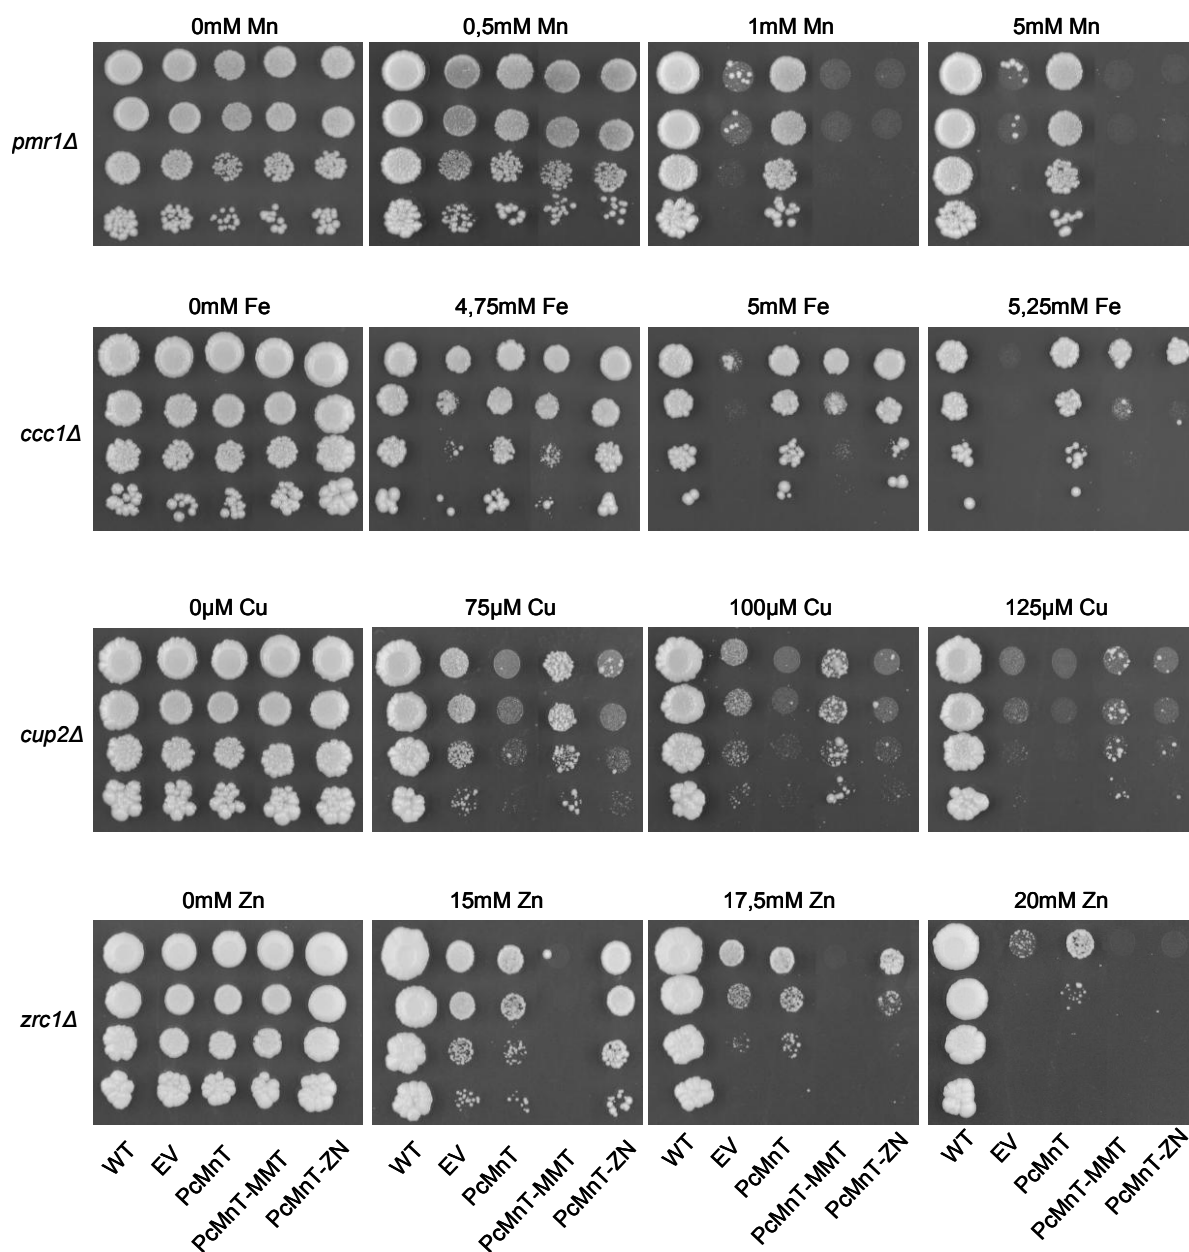 0mM Mn 0,5mM Mn 1mM Mn 5mM Mn
pmr1Δ
0mM Fe 4,75mM Fe 5mM Fe 5,25mM Fe
ccc1Δ
0µM Cu 75µM Cu 100µM Cu 125µM Cu
cup2Δ
0mM Zn 15mM Zn 17,5mM Zn 20mM Zn
zrc1Δ
WT EV PcMnT PcMnT-MMT PcMnT-ZN WT EV PcMnT PcMnT-MMT PcMnT-ZN WT EV PcMnT PcMnT-MMT PcMnT-ZN WT EV PcMnT PcMnT-MMT PcMnT-ZN